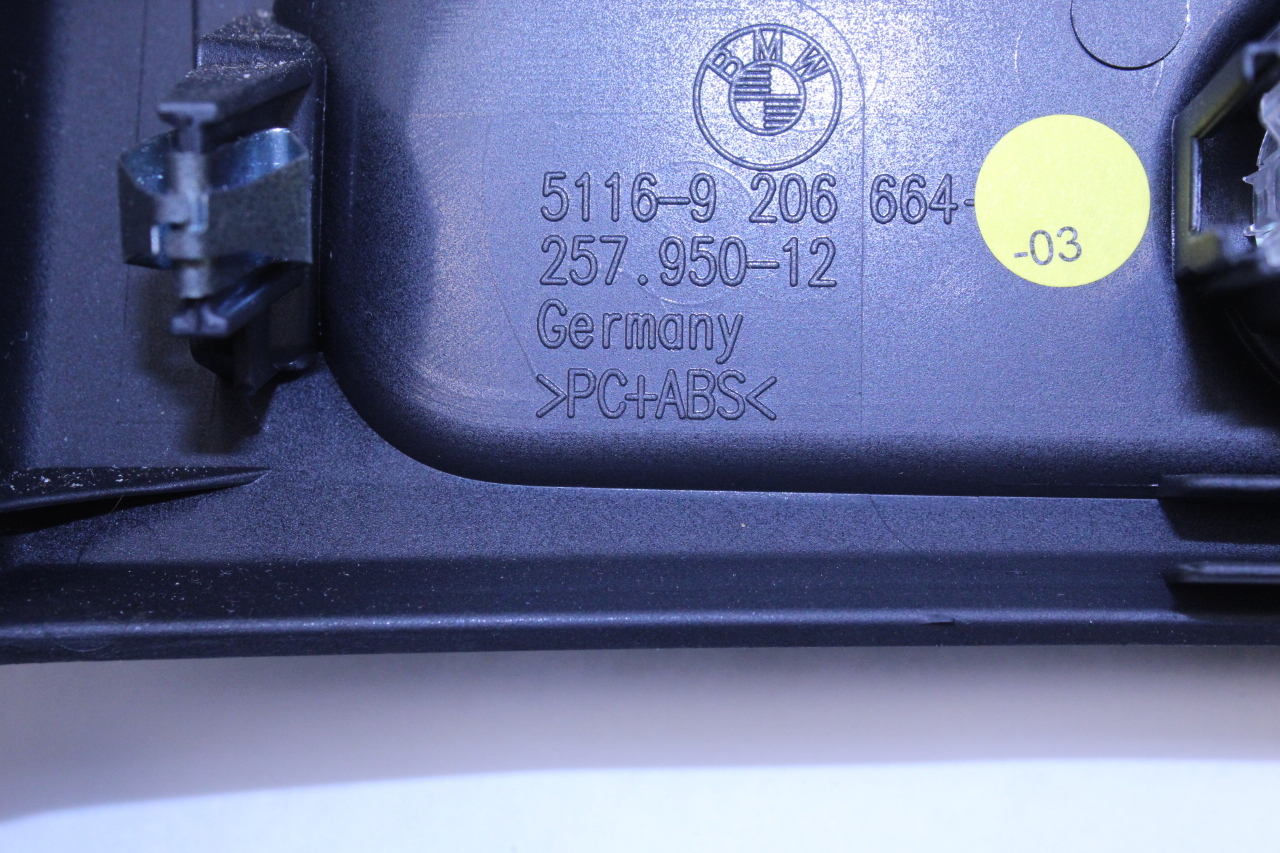 BMW
5116-9 206 664-
-03
257.950-12
Germany
>PC+ABS<